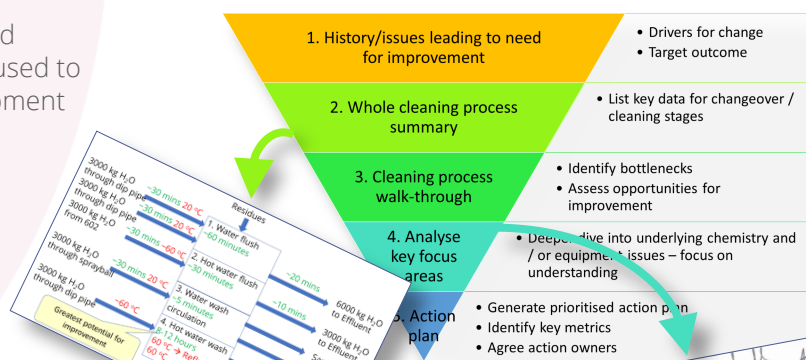 d
used to
ment
1. History/issues leading to need
for improvement
• Drivers for change
• Target outcome
2. Whole cleaning process
summary
• List key data for changeover /
cleaning stages
3. Cleaning process
walk-through
• Identify bottlenecks
• Assess opportunities for
improvement
4. Analyse
key focus
areas
• Deeper dive into underlying chemistry and
/ or equipment issues – focus on
understanding
5. Action
plan
• Generate prioritised action plan
• Identify key metrics
• Agree action owners
Residues
3000 kg H₂O
through dip pipe
3000 kg H₂O
through dip pipe
3000 kg H₂O
from 602
3000 kg H₂O
through sprayball
3000 kg H₂O
through dip pipe
~30 mins 20 °C
~30 mins 20 °C
~30 mins ~60 °C
~30 mins 20 °C
~60 °C
1. Water flush
~60 minutes
2. Hot water flush
~30 minutes
3. Water wash
~5 minutes
circulation
4. Hot water wash
8-12 hours
60 °C → Refl
60 °C
~20 mins
6000 kg H₂O
to Effluent
~10 mins
3000 kg H₂O
to Effluent
Greatest potential for
improvement